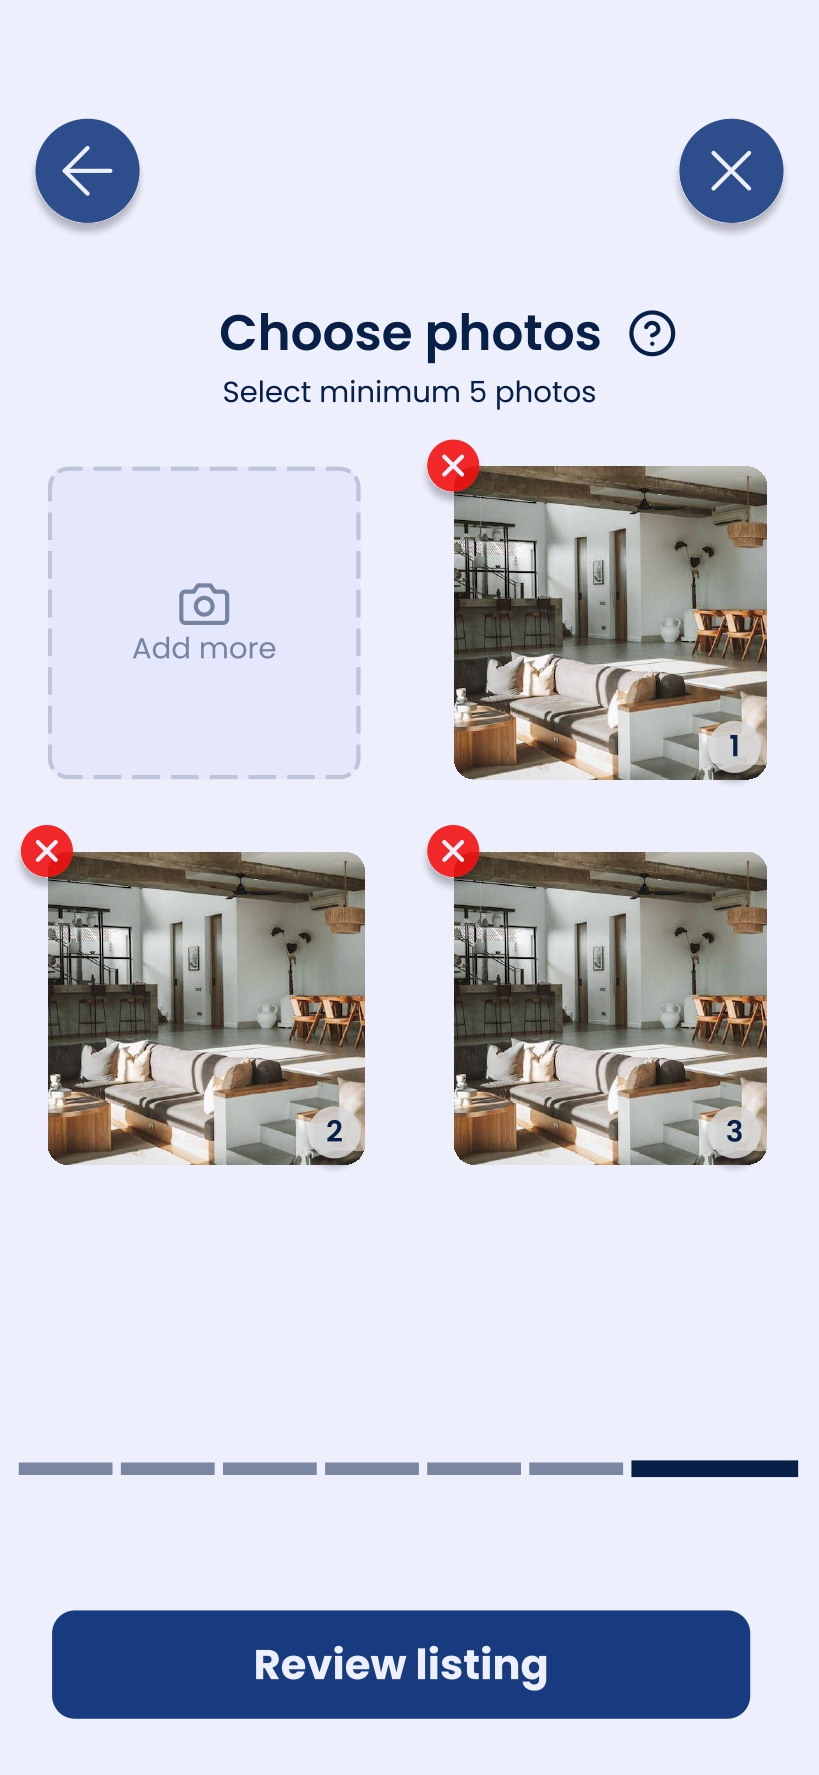 Choose photos
Select minimum 5 photos
Add more
1
2
3
Review listing